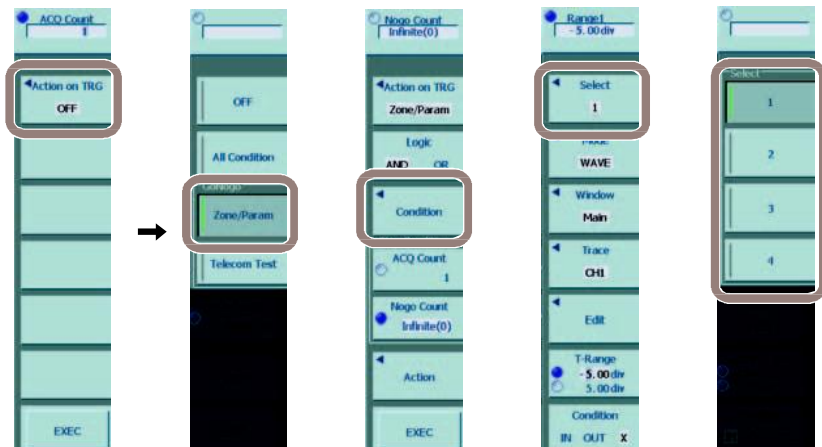 ACQ Count
1
Action on TRG
OFF
EXEC
OFF
All Condition
GoNogo
Zone/Param
Telecom Test
Nogo Count
Infinite(0)
Action on TRG
Zone/Param
Logic
AND OR
Condition
ACQ Count
1
Nogo Count
Infinite(0)
Action
EXEC
Range1
-5.00div
Select
1
Mode
WAVE
Window
Main
Trace
CH1
Edit
T-Range
-5.00div
5.00div
Condition
IN OUT X
Select
1
2
3
4